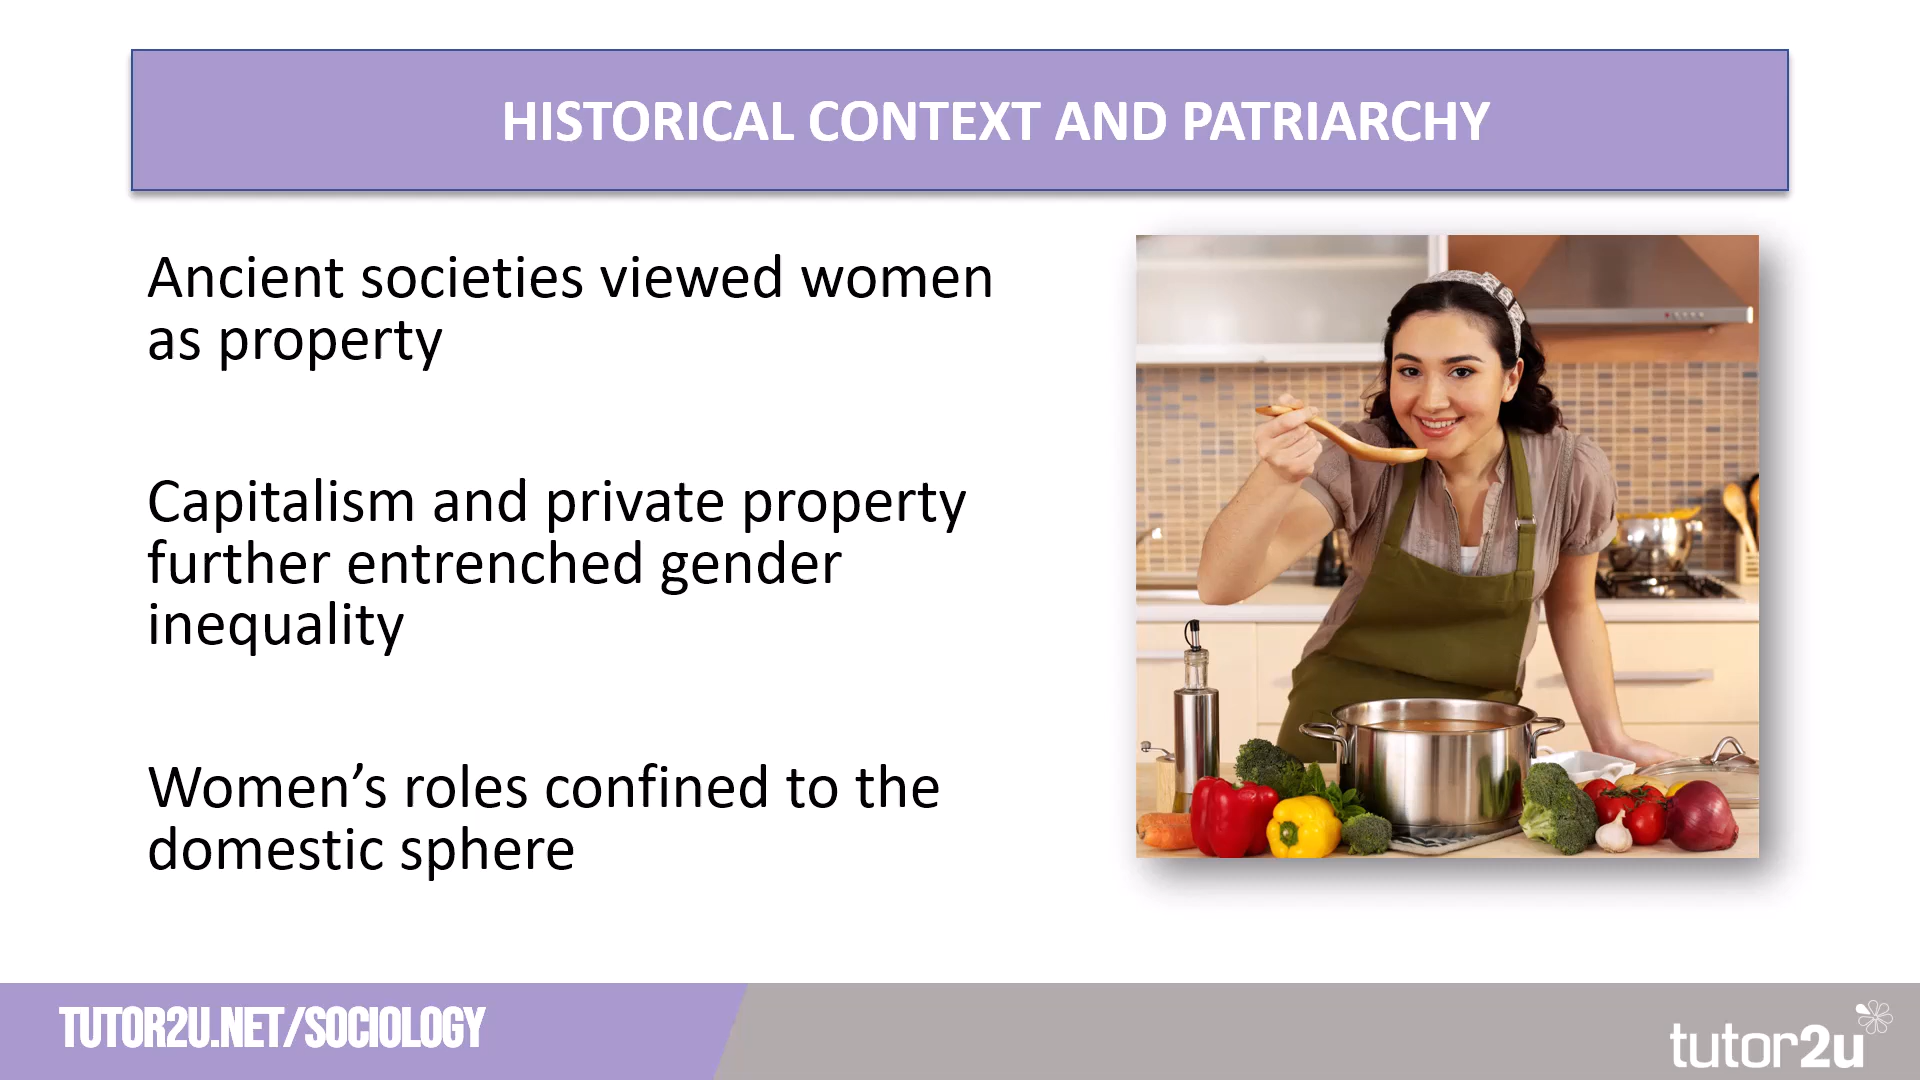 HISTORICAL CONTEXT AND PATRIARCHY
Ancient societies viewed women
as property
Capitalism and private property
further entrenched gender
inequality
Women’s roles confined to the
domestic sphere
TUTOR2U.NET/SOCIOLOGY
tutor2u